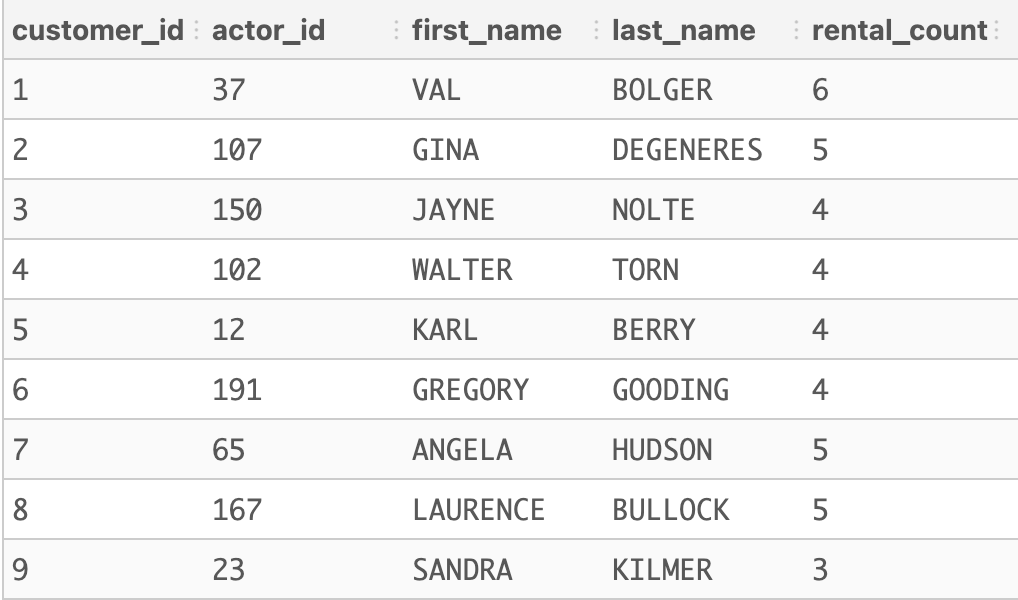 customer_id actor_id first_name last_name rental_count
1 37 VAL BOLGER 6
2 107 GINA DEGENERES 5
3 150 JAYNE NOLTE 4
4 102 WALTER TORN 4
5 12 KARL BERRY 4
6 191 GREGORY GOODING 4
7 65 ANGELA HUDSON 5
8 167 LAURENCE BULLOCK 5
9 23 SANDRA KILMER 3